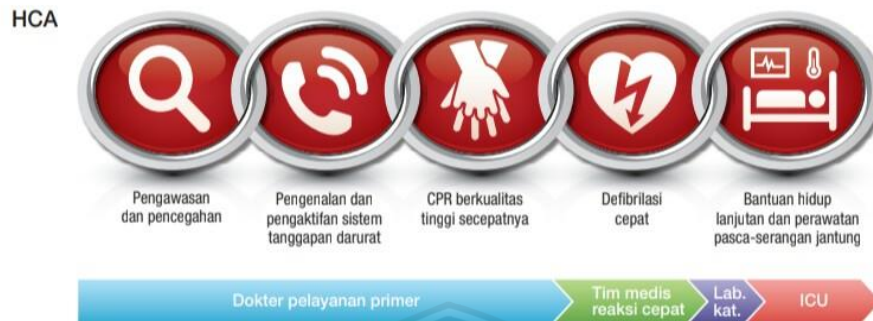 HCA
Pengawasan
dan pencegahan
Pengenalan dan
pengaktifan sistem
tanggapan darurat
CPR berkualitas
tinggi secepatnya
Defibrilasi
cepat
Bantuan hidup
lanjutan dan perawatan
pasca-serangan jantung
Dokter pelayanan primer
Tim medis
reaksi cepat
Lab.
kat.
ICU